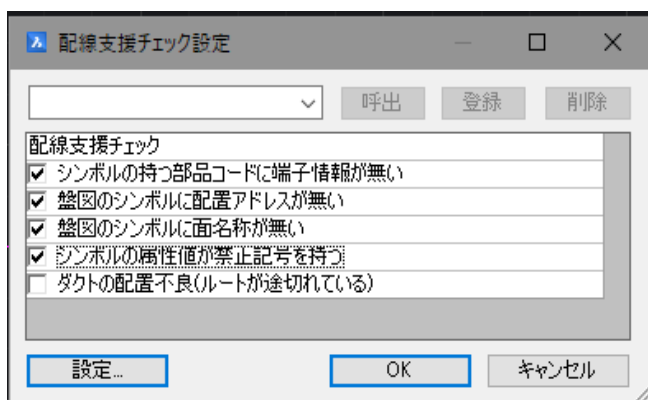 配線支援チェック設定
呼出 登録 削除
配線支援チェック
シンボルの持つ部品コードに端子情報が無い
盤図のシンボルに配置アドレスが無い
盤図のシンボルに面名称が無い
シンボルの属性値が禁止記号を持つ
ダクトの配置不良(ルートが途切れている)
設定... OK キャンセル